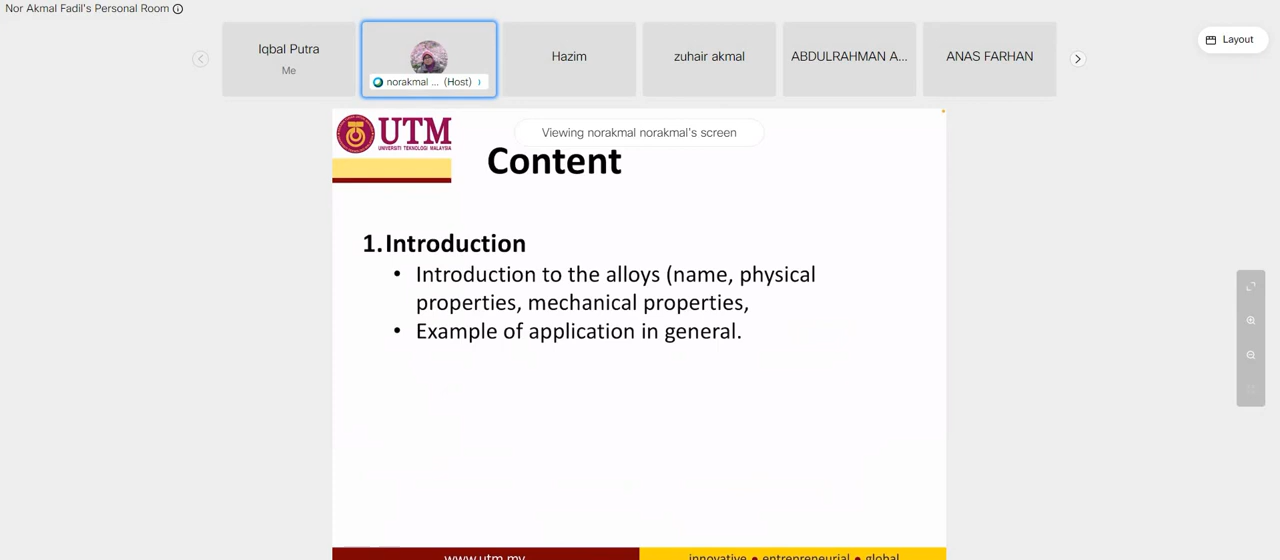 Nor Akmal Fadil's Personal Room
Iqbal Putra
Me
norakmal ... (Host)
Hazim
zuhair akmal
ABDULRAHMAN A...
ANAS FARHAN
Layout
UTM
UNIVERSITI TEKNOLOGI MALAYSIA
Viewing norakmal norakmal's screen
Content
1. Introduction
• Introduction to the alloys (name, physical
properties, mechanical properties,
• Example of application in general.
www.utm.my
innovative ● entrepreneurial ● global